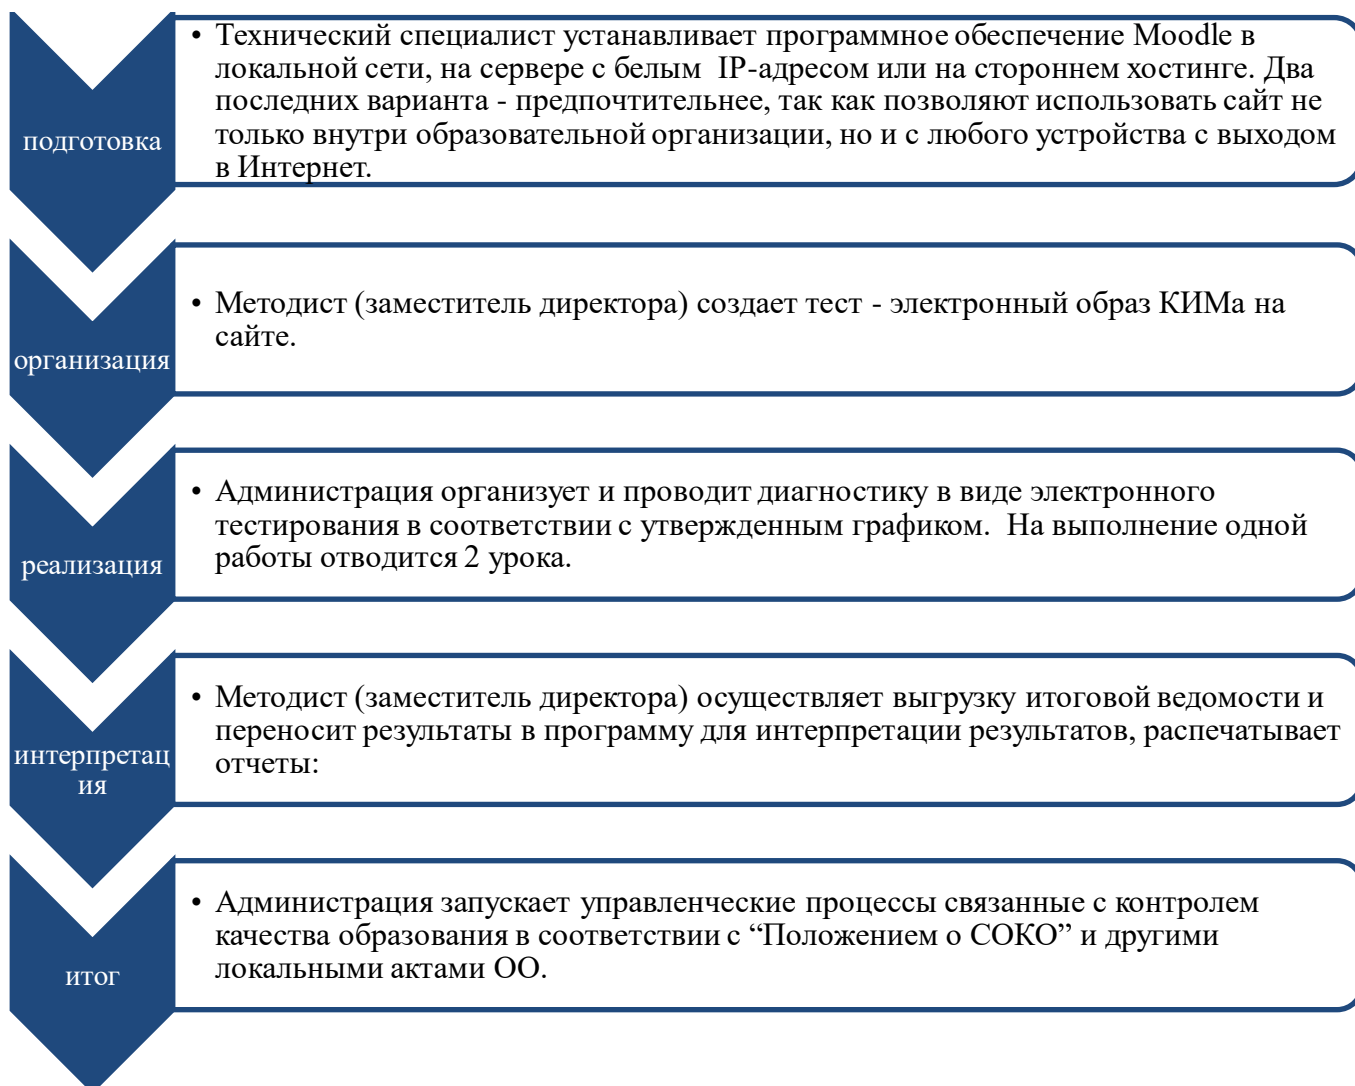 подготовка
• Технический специалист устанавливает программное обеспечение Moodle в
локальной сети, на сервере с белым  IP-адресом или на стороннем хостинге. Два
последних варианта - предпочтительнее, так как позволяют использовать сайт не
только внутри образовательной организации, но и с любого устройства с выходом
в Интернет.
организация
• Методист (заместитель директора) создает тест - электронный образ КИМа на
сайте.
реализация
• Администрация организует и проводит диагностику в виде электронного
тестирования в соответствии с утвержденным графиком.  На выполнение одной
работы отводится 2 урока.
интерпретац
ия
• Методист (заместитель директора) осуществляет выгрузку итоговой ведомости и
переносит результаты в программу для интерпретации результатов, распечатывает
отчеты:
итог
• Администрация запускает управленческие процессы связанные с контролем
качества образования в соответствии с “Положением о СОКО” и другими
локальными актами ОО.